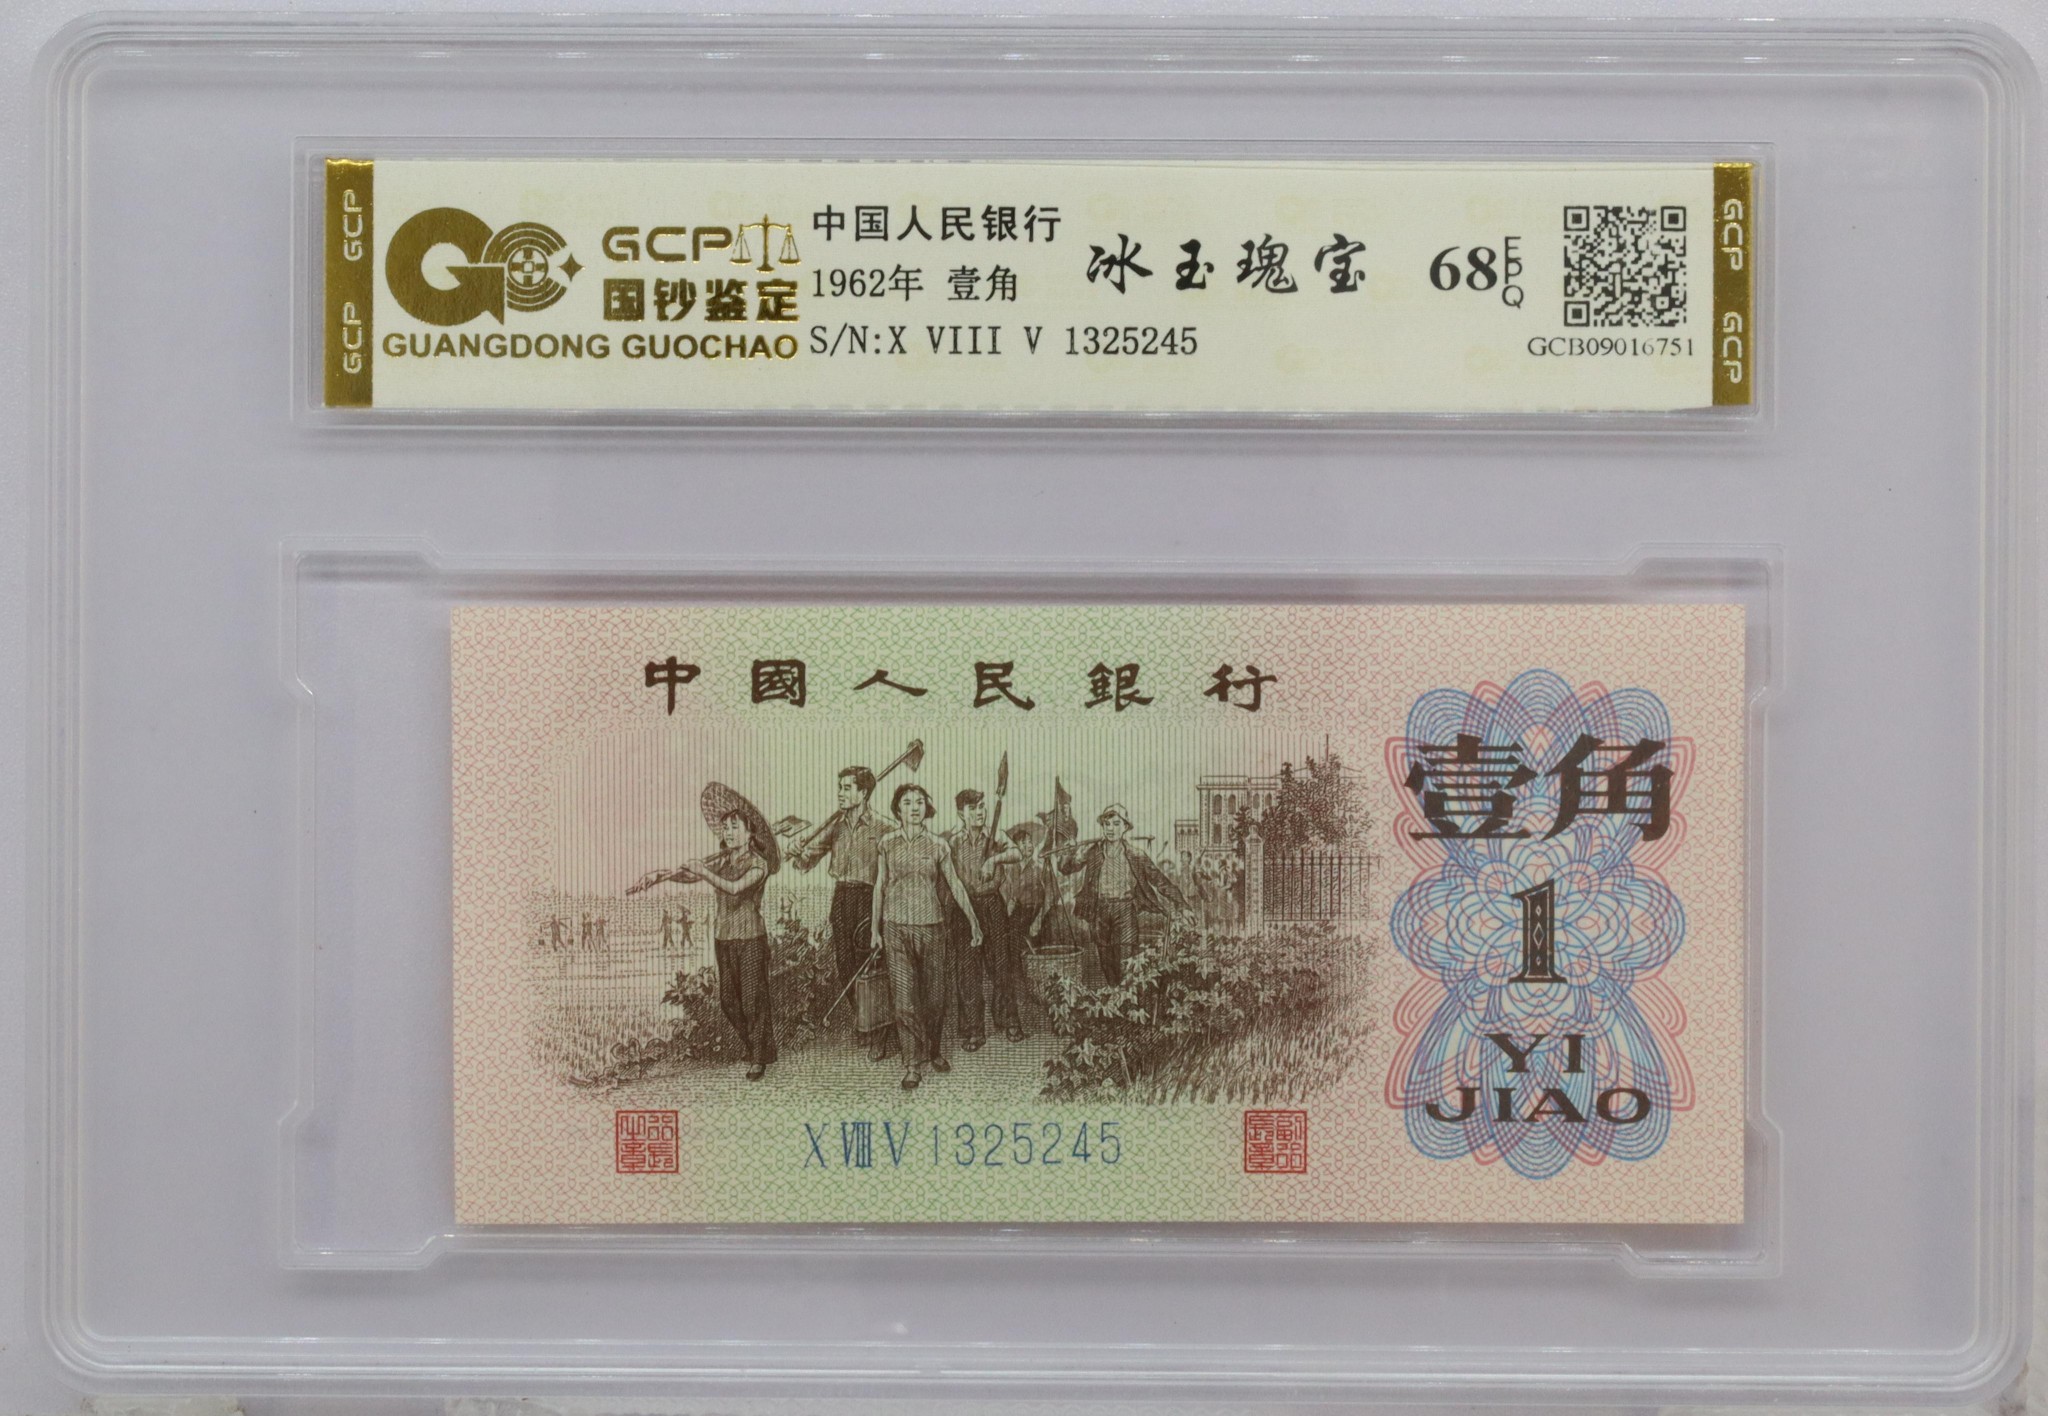 GCP GCP
GCP
国钞鉴定
GUANGDONG GUOCHAO
中国人民银行
1962年 壹角
S/N:X VIII V 1325245
冰玉瑰宝
68 EPQ
GCB09016751
GCP GCP
中國人民銀行
壹角
1
YI
JIAO
X VIII V 1325245